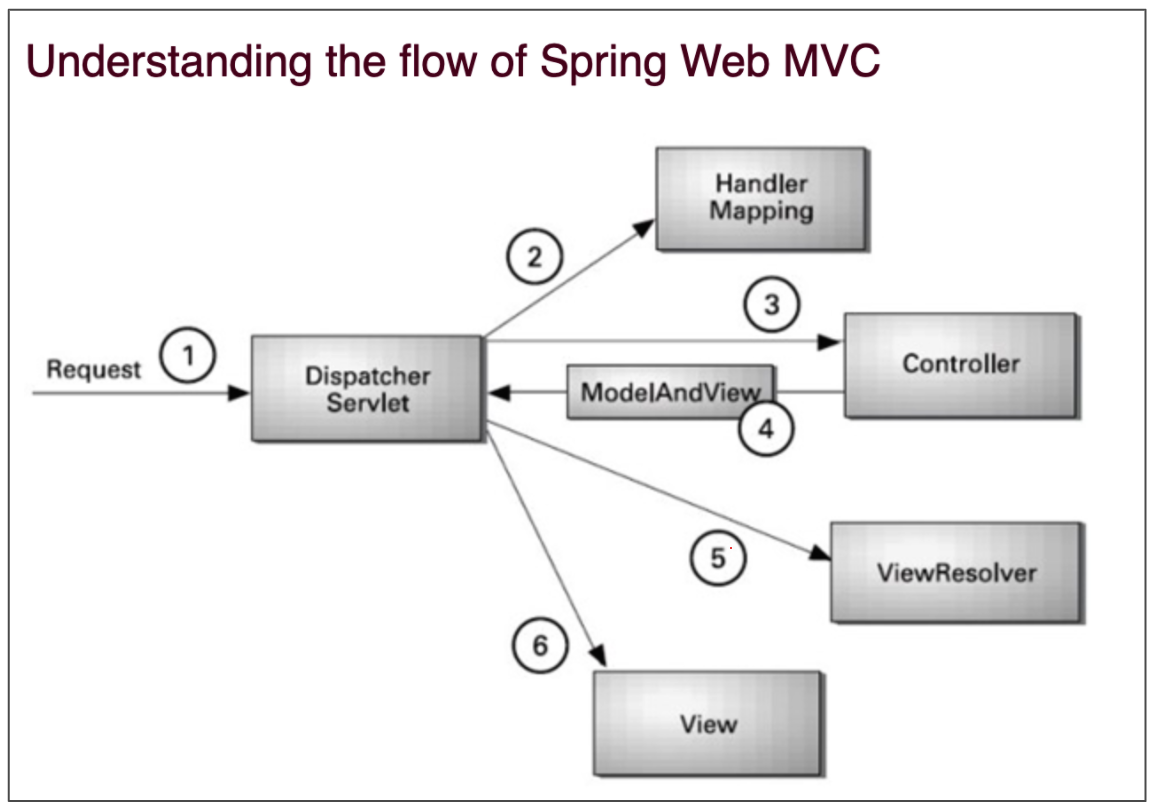 Understanding the flow of Spring Web MVC
Handler
Mapping
2
3
Request
1
Dispatcher
Servlet
Controller
ModelAndView
4
5
ViewResolver
6
View